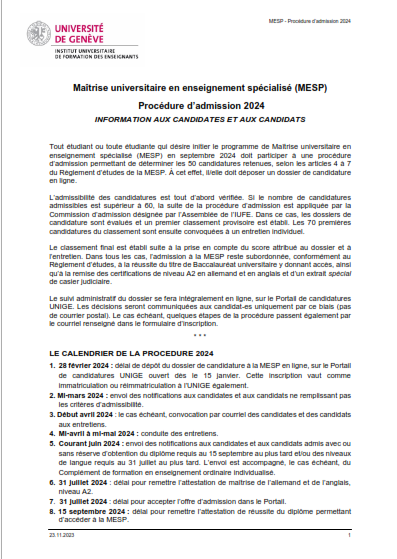 MESP - Procédure d'admission 2024
UNIVERSITÉ
DE GENÈVE
INSTITUT UNIVERSITAIRE
DE FORMATION DES ENSEIGNANTS
Maîtrise universitaire en enseignement spécialisé (MESP)
Procédure d'admission 2024
INFORMATION AUX CANDIDATES ET AUX CANDIDATS
Tout étudiant ou toute étudiante qui désire initier le programme de Maîtrise universitaire en
enseignement spécialisé (MESP) en septembre 2024 doit participer à une procédure
d'admission permettant de déterminer les 50 candidatures retenues, selon les articles 4 à 7
du Règlement d'études de la MESP. À cet effet, il/elle doit déposer un dossier de candidature
en ligne.
L'admissibilité des candidatures est tout d'abord vérifiée. Si le nombre de candidatures
admissibles est supérieur à 60, la suite de la procédure d'admission est appliquée par la
Commission d'admission désignée par l'Assemblée de l'IUFE. Dans ce cas, les dossiers de
candidature sont évalués et un premier classement provisoire est établi. Les 70 premières
candidatures du classement sont ensuite convoquées à un entretien individuel.
Le classement final est établi suite à la prise en compte du score attribué au dossier et à
l'entretien. Dans tous les cas, l'admission à la MESP reste subordonnée, conformément au
Règlement d'études, à la réussite du titre de Baccalauréat universitaire y donnant accès, ainsi
qu'à la remise des certifications de niveau A2 en allemand et en anglais et d'un extrait spécial
de casier judiciaire.
Le suivi administratif du dossier se fera intégralement en ligne, sur le Portail de candidatures
UNIGE. Les décisions seront communiquées aux candidat-es uniquement par ce biais (pas
de courrier postal). Le cas échéant, quelques étapes de la procédure passent également par
le courriel renseigné dans le formulaire d'inscription.
* * *
LE CALENDRIER DE LA PROCEDURE 2024
1. 28 février 2024 : délai de dépôt du dossier de candidature à la MESP en ligne, sur le Portail
de candidatures UNIGE ouvert dès le 15 janvier. Cette inscription vaut comme
immatriculation ou réimmatriculation à l'UNIGE également.
2. Mi-mars 2024 : envoi des notifications aux candidates et aux candidats ne remplissant pas
les critères d'admissibilité.
3. Début avril 2024 : le cas échéant, convocation par courriel des candidates et des candidats
aux entretiens.
4. Mi-avril à mi-mai 2024 : conduite des entretiens.
5. Courant juin 2024 : envoi des notifications aux candidates et aux candidats admis avec ou
sans réserve d'obtention du diplôme requis au 15 septembre au plus tard et/ou des niveaux
de langue requis au 31 juillet au plus tard. L'envoi est accompagné, le cas échéant, du
Complément de formation en enseignement ordinaire individualisé.
6. 31 juillet 2024 : délai pour remettre l'attestation de maîtrise de l'allemand et de l'anglais,
niveau A2.
7. 31 juillet 2024 : délai pour accepter l'offre d'admission dans le Portail.
8. 15 septembre 2024 : délai pour remettre l'attestation de réussite du diplôme permettant
d'accéder à la MESP.
23.11.2023 1